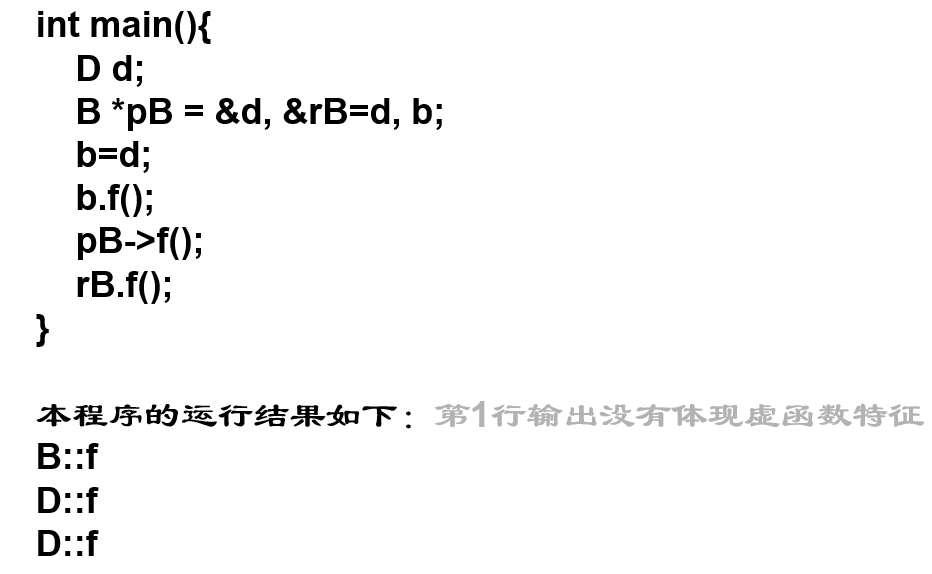 int main(){
D d;
B *pB = &d, &rB=d, b;
b=d;
b.f();
pB->f();
rB.f();
}
本程序的运行结果如下：第1行输出没有体现虚函数特征
B::f
D::f
D::f